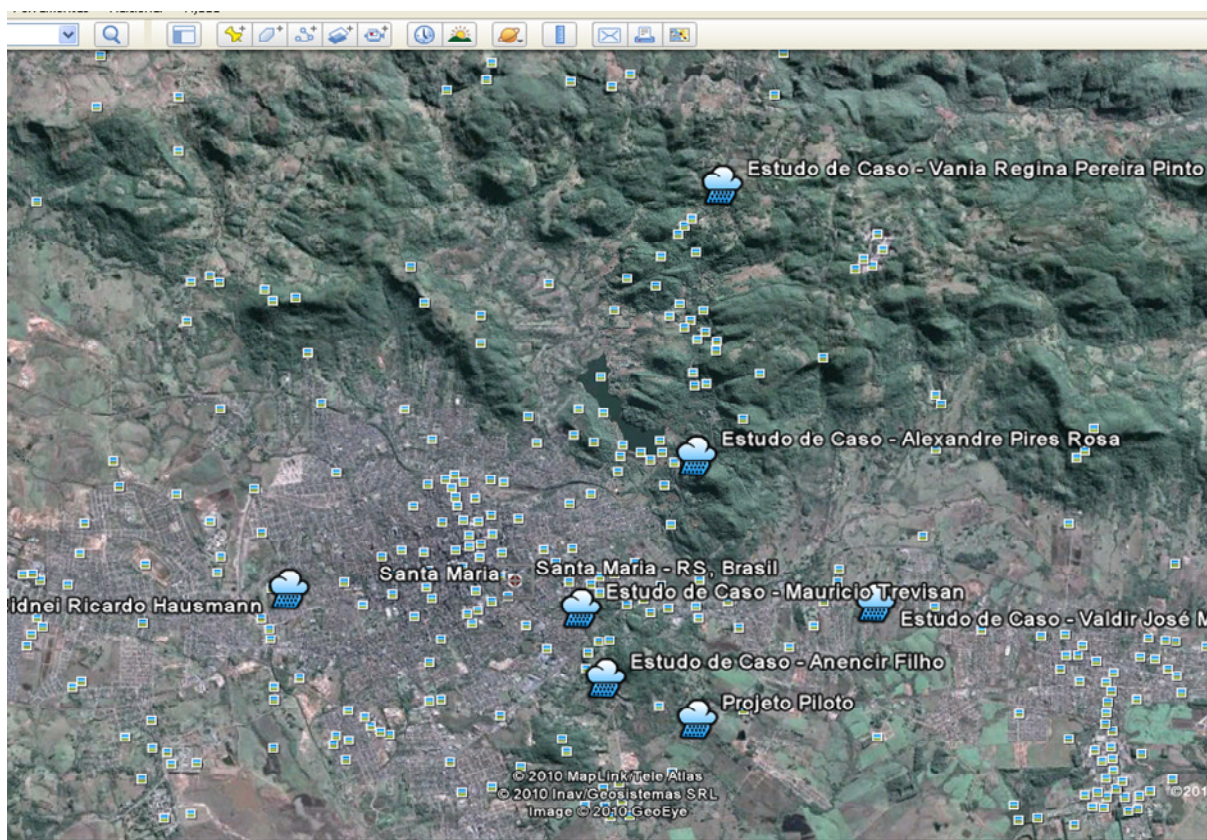 Estudo de Caso - Vania Regina Pereira Pinto
Estudo de Caso - Alexandre Pires Rosa
Santa Maria
Santa Maria - RS, Brasil
Estudo de Caso - Mauricio Trevisan
idnei Ricardo Hausmann
Estudo de Caso - Valdir José M
Estudo de Caso - Anencir Filho
Projeto Piloto
© 2010 MapLink/Tele Atlas
© 2010 Inav/Geosistemas SRL
Image © 2010 GeoEye
©201